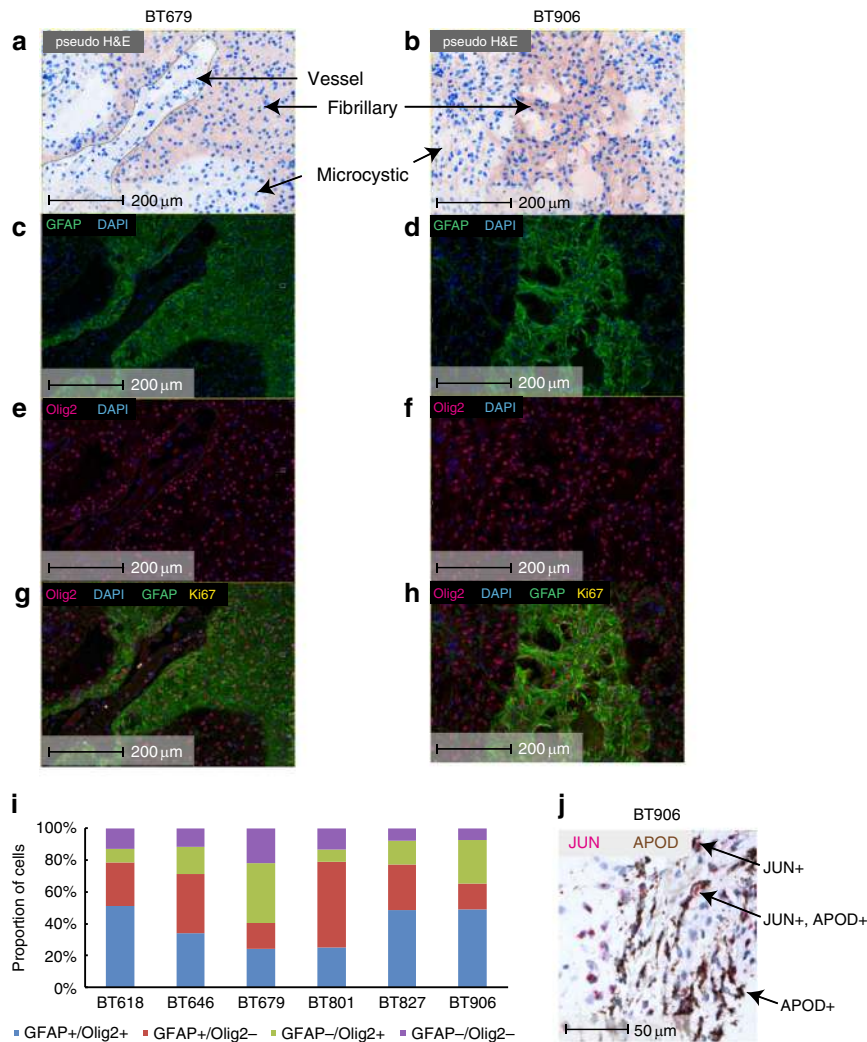 BT679
BT906
a
pseudo H&E
b
pseudo H&E
Vessel
Fibrillary
Microcystic
200 μm
200 μm
c
GFAP DAPI
d
GFAP DAPI
200 μm
200 μm
e
Olig2 DAPI
f
Olig2 DAPI
200 μm
200 μm
g
Olig2 DAPI GFAP Ki67
h
Olig2 DAPI GFAP Ki67
200 μm
200 μm
i
Proportion of cells
100%
80%
60%
40%
20%
0%
BT618 BT646 BT679 BT801 BT827 BT906
GFAP+/Olig2+ GFAP+/Olig2– GFAP–/Olig2+ GFAP–/Olig2–
j
BT906
JUN APOD
JUN+
JUN+, APOD+
APOD+
50 μm